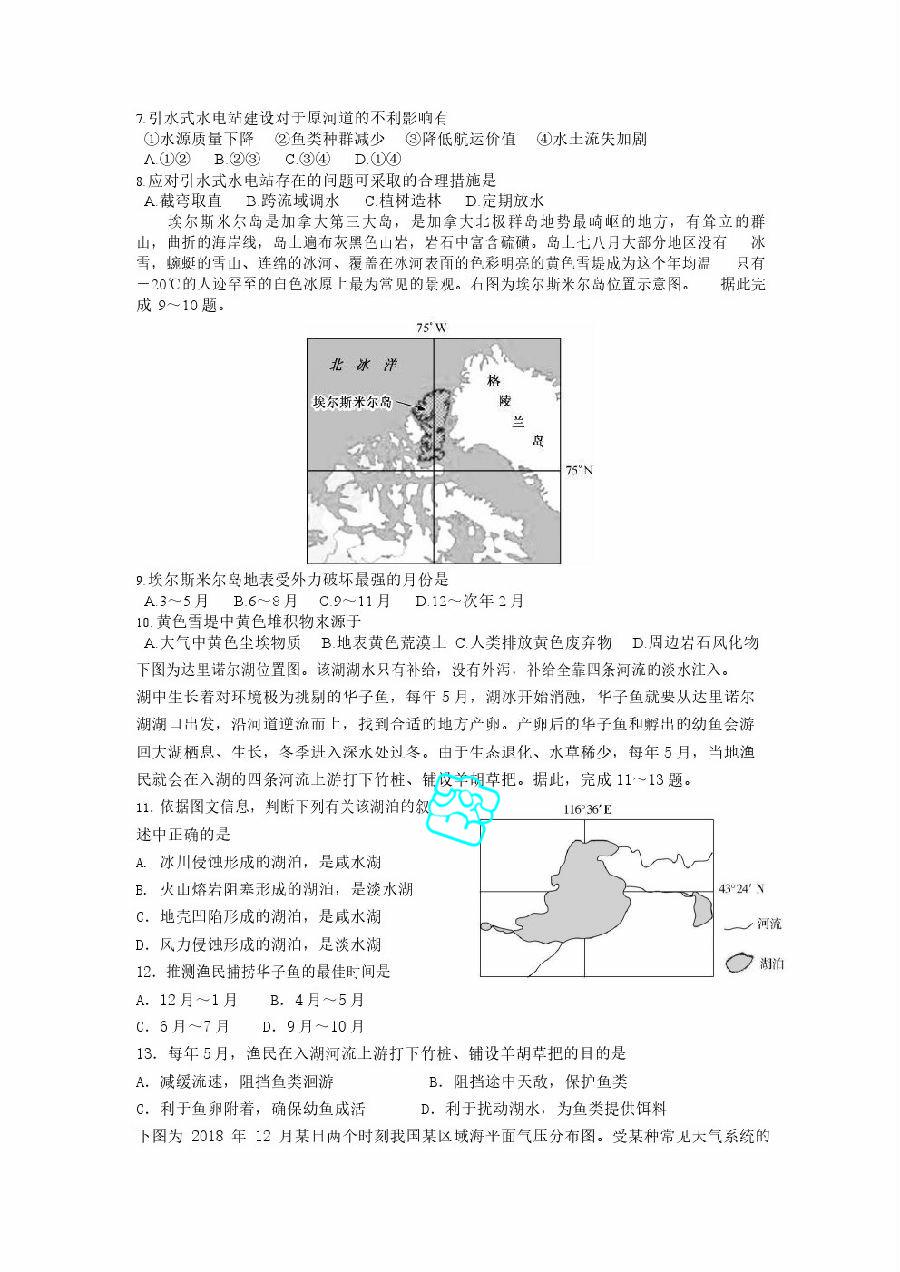 7.引水式水电站建设对于原河道的不利影响有
①水源质量下降 ②鱼类种群减少 ③降低航运价值 ④水土流失加剧
A.①② B.②③ C.③④ D.①④
8.应对引水式水电站存在的问题可采取的合理措施是
A.截弯取直 B.跨流域调水 C.植树造林 D.定期放水
埃尔斯米尔岛是加拿大第三大岛，是加拿大北极群岛地势最崎岖的地方，有耸立的群
山，曲折的海岸线，岛上遍布灰黑色山岩，岩石中富含硫磺。岛上七八月大部分地区没有 冰
雪，蜿蜒的雪山、连绵的冰河、覆盖在冰河表面的色彩明亮的黄色雪堤成为这个年均温 只有
－20℃的人迹罕至的白色冰原上最为常见的景观。右图为埃尔斯米尔岛位置示意图。 据此完
成 9～10 题。
75°W
北 冰 洋
格
陵
兰
岛
埃尔斯米尔岛
75°N
9.埃尔斯米尔岛地表受外力破坏最强的月份是
A.3～5月 B.6～8月 C.9～11月 D.12～次年2月
10.黄色雪堤中黄色堆积物来源于
A.大气中黄色尘埃物质 B.地表黄色荒漠土 C.人类排放黄色废弃物 D.周边岩石风化物
下图为达里诺尔湖位置图。该湖湖水只有补给，没有外泻，补给全靠四条河流的淡水注入。
湖中生长着对环境极为挑剔的华子鱼，每年 5 月，湖冰开始消融，华子鱼就要从达里诺尔
湖湖口出发，沿河道逆流而上，找到合适的地方产卵。产卵后的华子鱼和孵出的幼鱼会游
回大湖栖息、生长，冬季进入深水处过冬。由于生态退化、水草稀少，每年 5 月，当地渔
民就会在入湖的四条河流上游打下竹桩、铺设羊胡草把。据此，完成 11～13 题。
11. 依据图文信息，判断下列有关该湖泊的叙
述中正确的是
A. 冰川侵蚀形成的湖泊，是咸水湖
B. 火山熔岩阻塞形成的湖泊，是淡水湖
C. 地壳凹陷形成的湖泊，是咸水湖
D. 风力侵蚀形成的湖泊，是淡水湖
116°36′E
43°24′ N
河流
湖泊
12. 推测渔民捕捞华子鱼的最佳时间是
A. 12 月～1 月 B. 4 月～5 月
C. 6 月～7 月 D. 9 月～10 月
13. 每年 5 月，渔民在入湖河流上游打下竹桩、铺设羊胡草把的目的是
A. 减缓流速，阻挡鱼类洄游 B. 阻挡途中天敌，保护鱼类
C. 利于鱼卵附着，确保幼鱼成活 D. 利于扰动湖水，为鱼类提供饵料
下图为 2018 年 12 月某日两个时刻我国某区域海平面气压分布图。受某种常见天气系统的